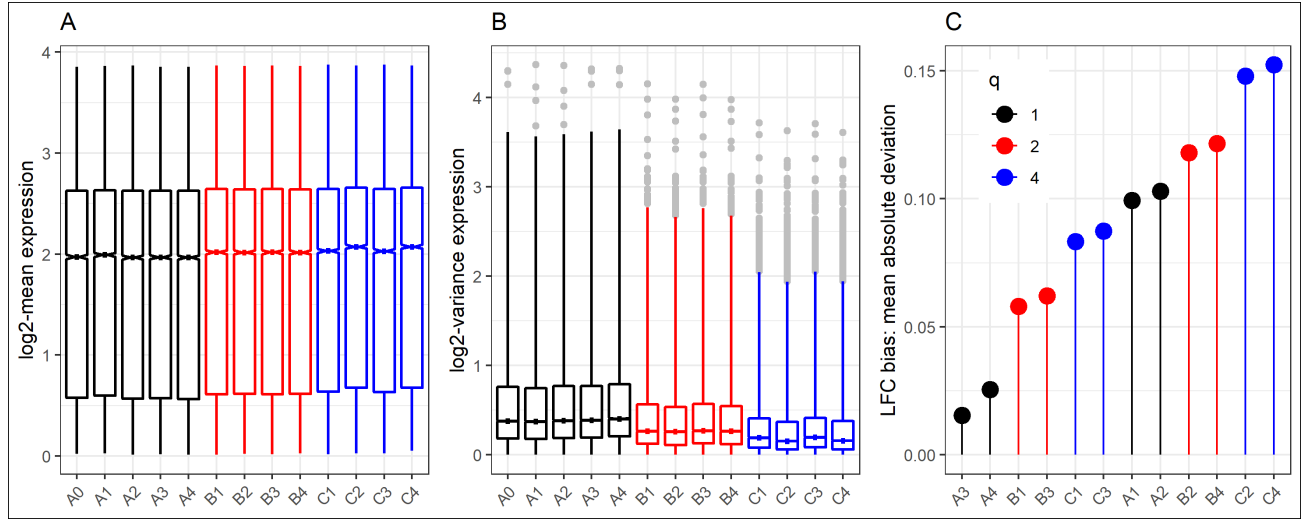 A
log2-mean expression
4
3
2
1
0
A0 A1 A2 A3 A4 B1 B2 B3 B4 C1 C2 C3 C4
B
log2-variance expression
4
3
2
1
0
A0 A1 A2 A3 A4 B1 B2 B3 B4 C1 C2 C3 C4
C
LFC bias: mean absolute deviation
0.15
0.10
0.05
0.00
q
1
2
4
A3 A4 B1 B3 C1 C3 A1 A2 B2 B4 C2 C4